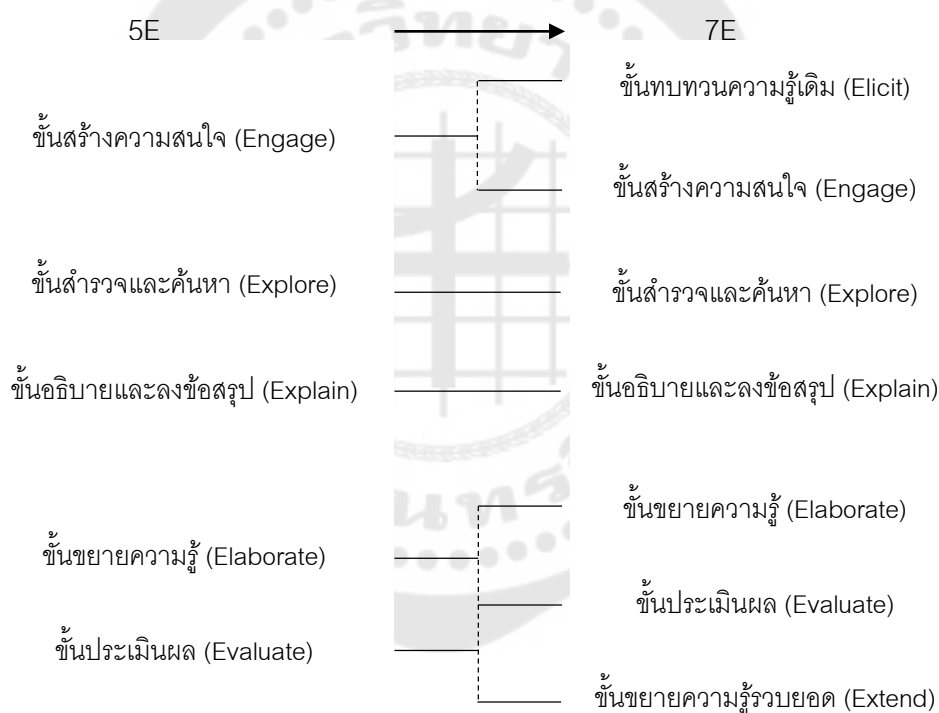 5E 7E
ขั้นทบทวนความรู้เดิม (Elicit)
ขั้นสร้างความสนใจ (Engage)
ขั้นสร้างความสนใจ (Engage)
ขั้นสำรวจและค้นหา (Explore) ขั้นสำรวจและค้นหา (Explore)
ขั้นอธิบายและลงข้อสรุป (Explain) ขั้นอธิบายและลงข้อสรุป (Explain)
ขั้นขยายความรู้ (Elaborate)
ขั้นขยายความรู้ (Elaborate)
ขั้นประเมินผล (Evaluate)
ขั้นประเมินผล (Evaluate)
ขั้นขยายความรู้รวบยอด (Extend)